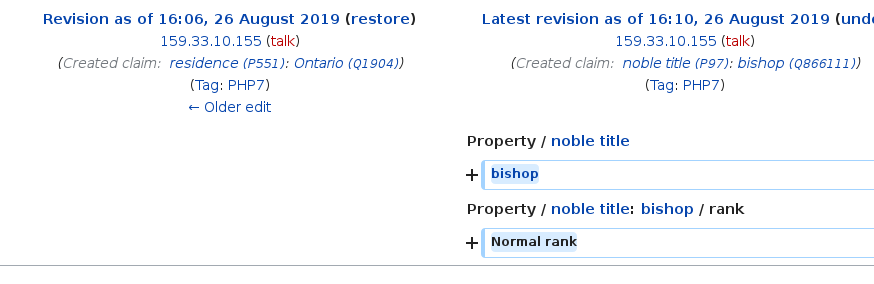 Revision as of 16:06, 26 August 2019 (restore)
159.33.10.155 (talk)
(Created claim: residence (P551): Ontario (Q1904))
(Tag: PHP7)
← Older edit
Latest revision as of 16:10, 26 August 2019 (undo
159.33.10.155 (talk)
(Created claim: noble title (P97): bishop (Q866111))
(Tag: PHP7)
Property / noble title
+ bishop
Property / noble title: bishop / rank
+ Normal rank